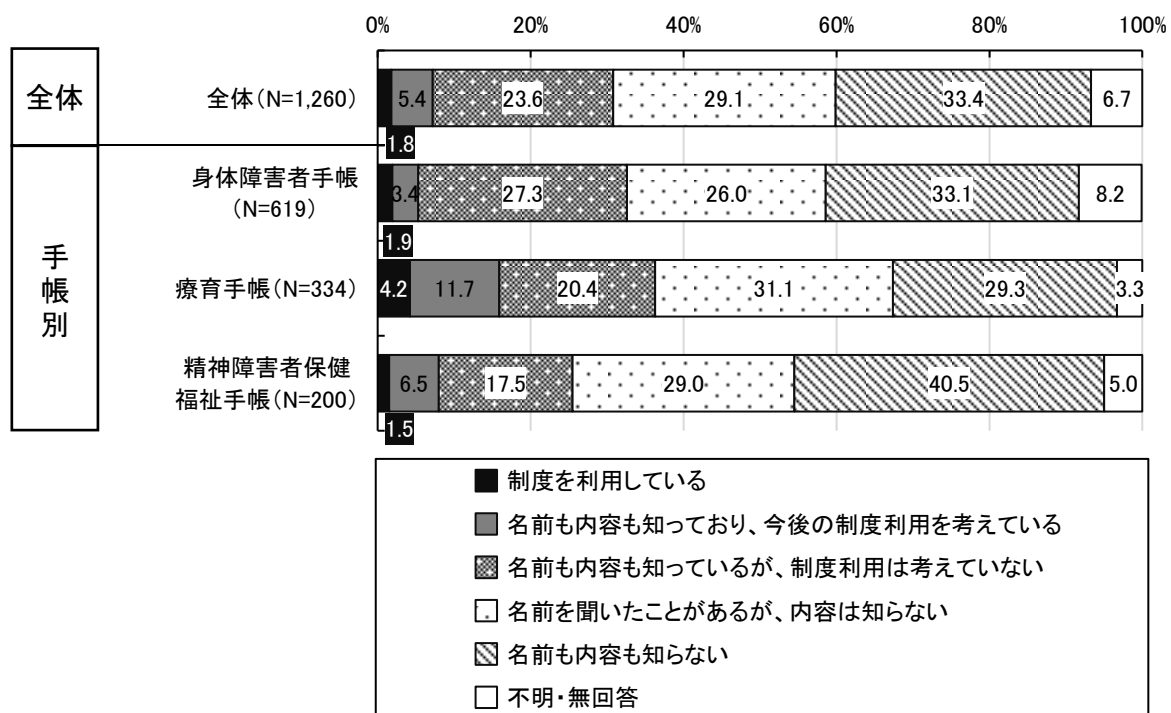 0% 20% 40% 60% 80% 100%
全体
全体(N=1,260)
5.4 23.6 29.1 33.4 6.7
1.8
手帳別
身体障害者手帳
(N=619)
3.4 27.3 26.0 33.1 8.2
1.9
療育手帳(N=334)
4.2 11.7 20.4 31.1 29.3 3.3
精神障害者保健
福祉手帳(N=200)
6.5 17.5 29.0 40.5 5.0
1.5
制度を利用している
名前も内容も知っており、今後の制度利用を考えている
名前も内容も知っているが、制度利用は考えていない
名前を聞いたことがあるが、内容は知らない
名前も内容も知らない
不明・無回答